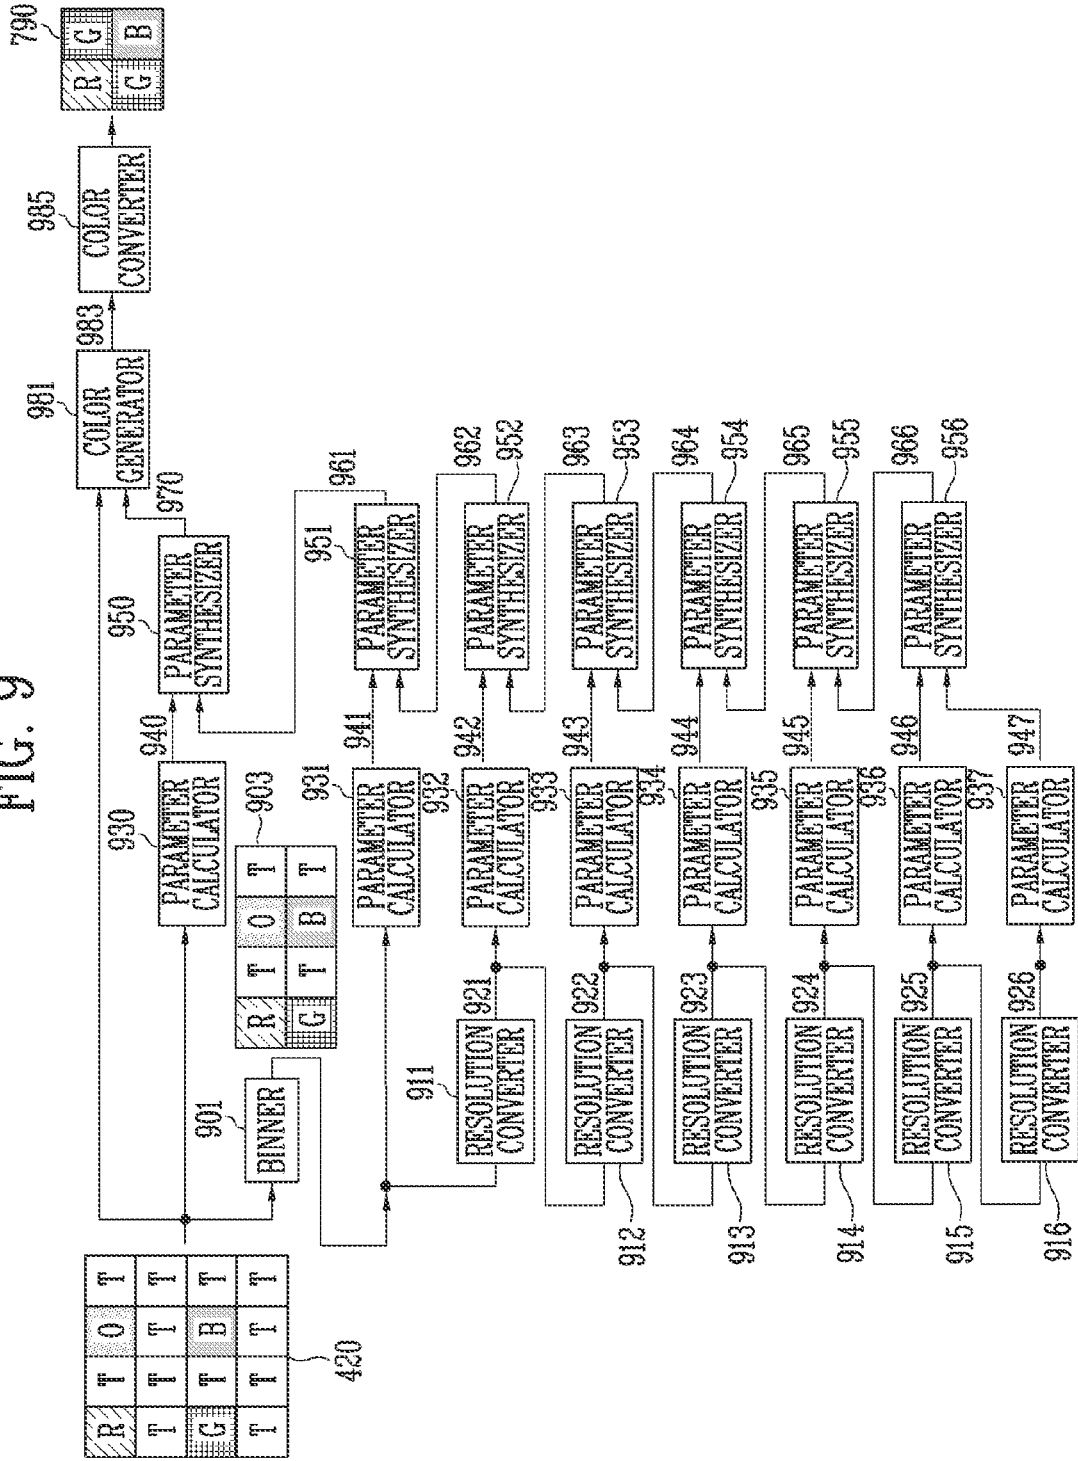 FIG. 9
790
R G
G B
985
COLOR
CONVERTER
983
981
COLOR
GENERATOR
970
950
PARAMETER
SYNTHESIZER
940
930
PARAMETER
CALCULATOR
R T O T
T T T T
G T B T
T T T T
420
901
BINNER
903
R T O T
G T B T
931
PARAMETER
CALCULATOR
941
951
PARAMETER
SYNTHESIZER
961
911
RESOLUTION
CONVERTER
921
932
PARAMETER
CALCULATOR
942
PARAMETER
SYNTHESIZER
952
962
RESOLUTION
CONVERTER
912
922
933
PARAMETER
CALCULATOR
943
PARAMETER
SYNTHESIZER
953
963
RESOLUTION
CONVERTER
913
923
934
PARAMETER
CALCULATOR
944
PARAMETER
SYNTHESIZER
954
964
RESOLUTION
CONVERTER
914
924
935
PARAMETER
CALCULATOR
945
PARAMETER
SYNTHESIZER
955
965
RESOLUTION
CONVERTER
915
925
936
PARAMETER
CALCULATOR
946
PARAMETER
SYNTHESIZER
956
966
RESOLUTION
CONVERTER
916
926
937
PARAMETER
CALCULATOR
947